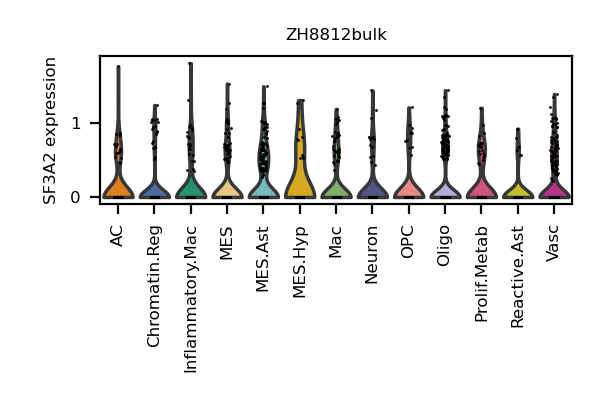 ZH8812bulk
SF3A2 expression
1
0
AC
Chromatin.Reg
Inflammatory.Mac
MES
MES.Ast
MES.Hyp
Mac
Neuron
OPC
Oligo
Prolif.Metab
Reactive.Ast
Vasc